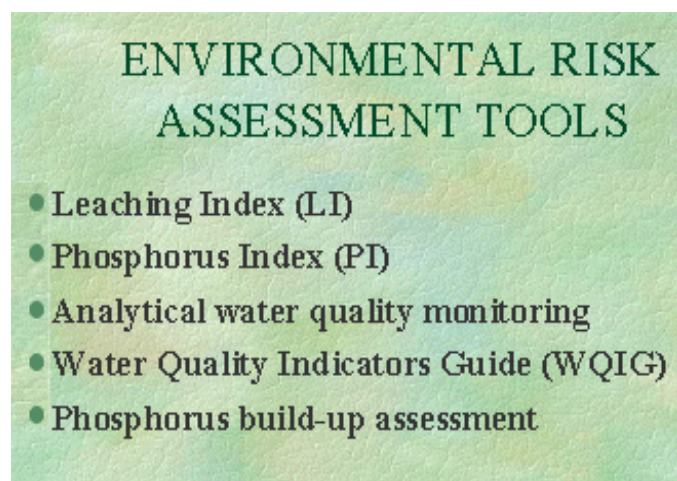 ENVIRONMENTAL RISK
ASSESSMENT TOOLS
• Leaching Index (LI)
• Phosphorus Index (PI)
• Analytical water quality monitoring
• Water Quality Indicators Guide (WQIG)
• Phosphorus build-up assessment